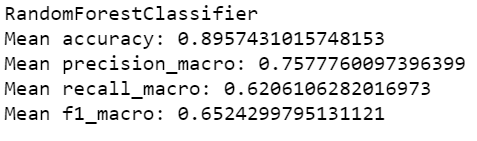 RandomForestClassifier
Mean accuracy: 0.8957431015748153
Mean precision_macro: 0.7577760097396399
Mean recall_macro: 0.6206106282016973
Mean f1_macro: 0.6524299795131121